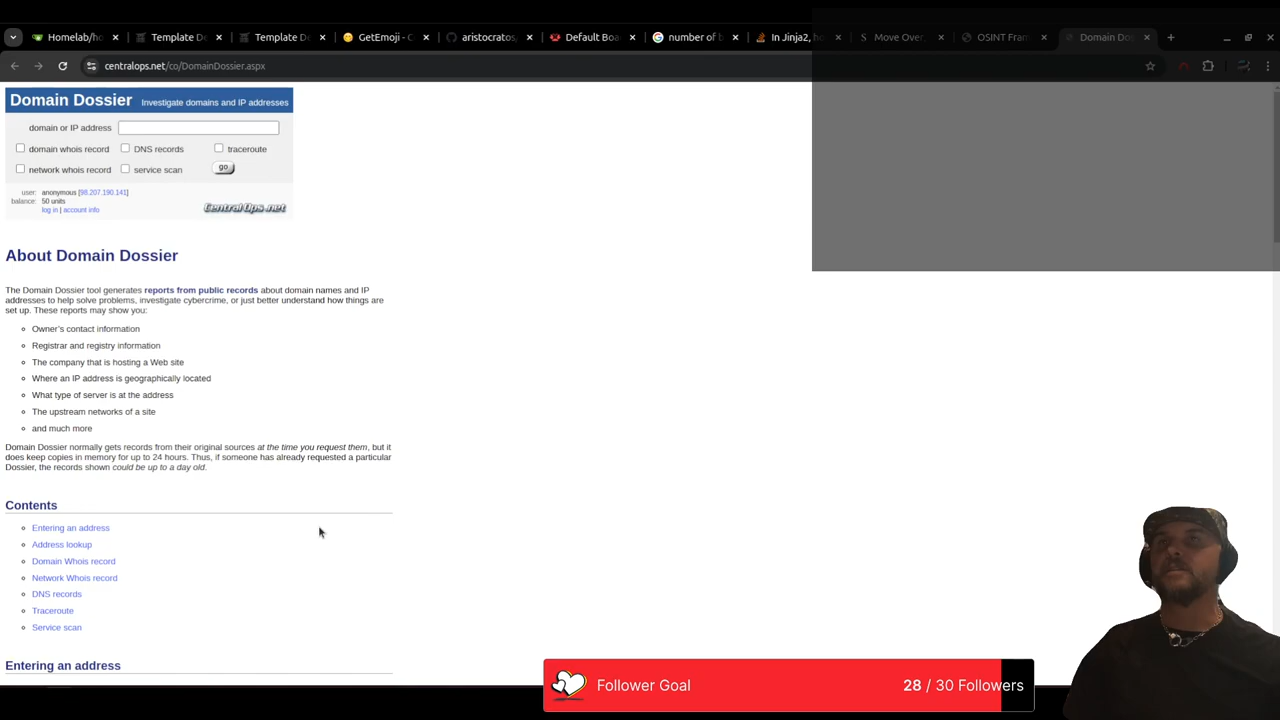 Homelab/ho
Template De
Template De
GetEmoji - C
aristocratos,
Default Boa
number of b
In Jinja2, ho
Move Over,
OSINT Fram
Domain Dos
centralops.net/co/DomainDossier.aspx
Domain Dossier Investigate domains and IP addresses
domain or IP address
domain whois record DNS records traceroute
network whois record service scan go
user: anonymous [98.207.190.141]
balance: 50 units
log in | account info
CentralOps.net
About Domain Dossier
The Domain Dossier tool generates reports from public records about domain names and IP
addresses to help solve problems, investigate cybercrime, or just better understand how things are
set up. These reports may show you:
Owner's contact information
Registrar and registry information
The company that is hosting a Web site
Where an IP address is geographically located
What type of server is at the address
The upstream networks of a site
and much more
Domain Dossier normally gets records from their original sources at the time you request them, but it
does keep copies in memory for up to 24 hours. Thus, if someone has already requested a particular
Dossier, the records shown could be up to a day old.
Contents
Entering an address
Address lookup
Domain Whois record
Network Whois record
DNS records
Traceroute
Service scan
Entering an address
Follower Goal 28 / 30 Followers